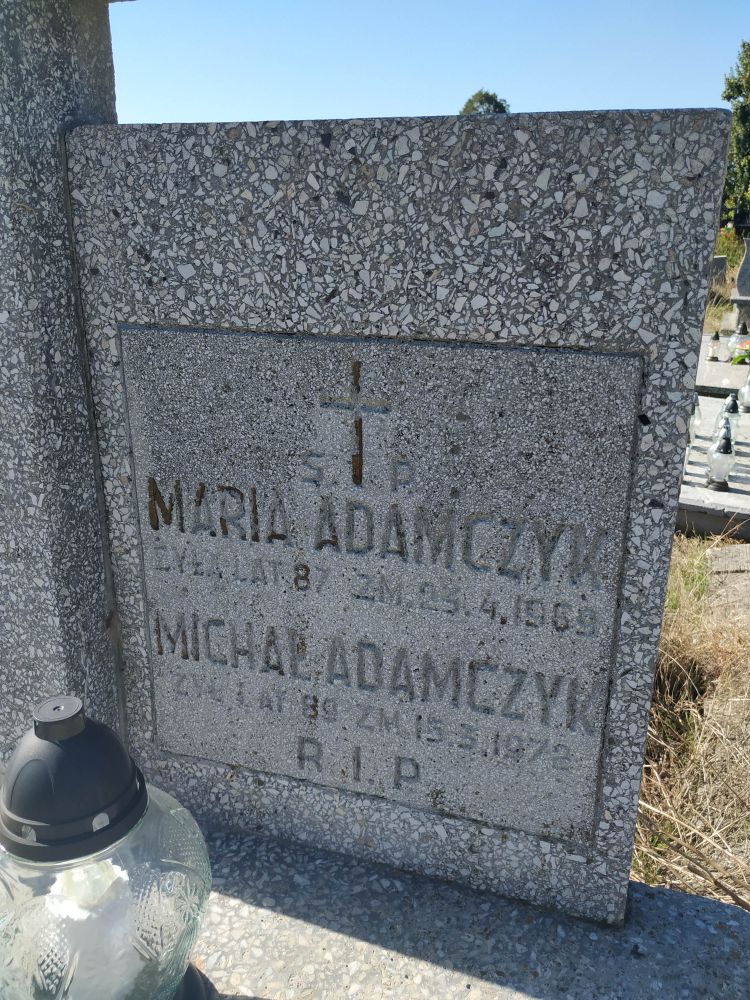 S. P.
MARIA ADAMCZYK
ŻYŁA LAT 87 ZM. 25.4.1969
MICHAŁ ADAMCZYK
ŻYŁ LAT 89 ZM. 15.3.1972
R I P